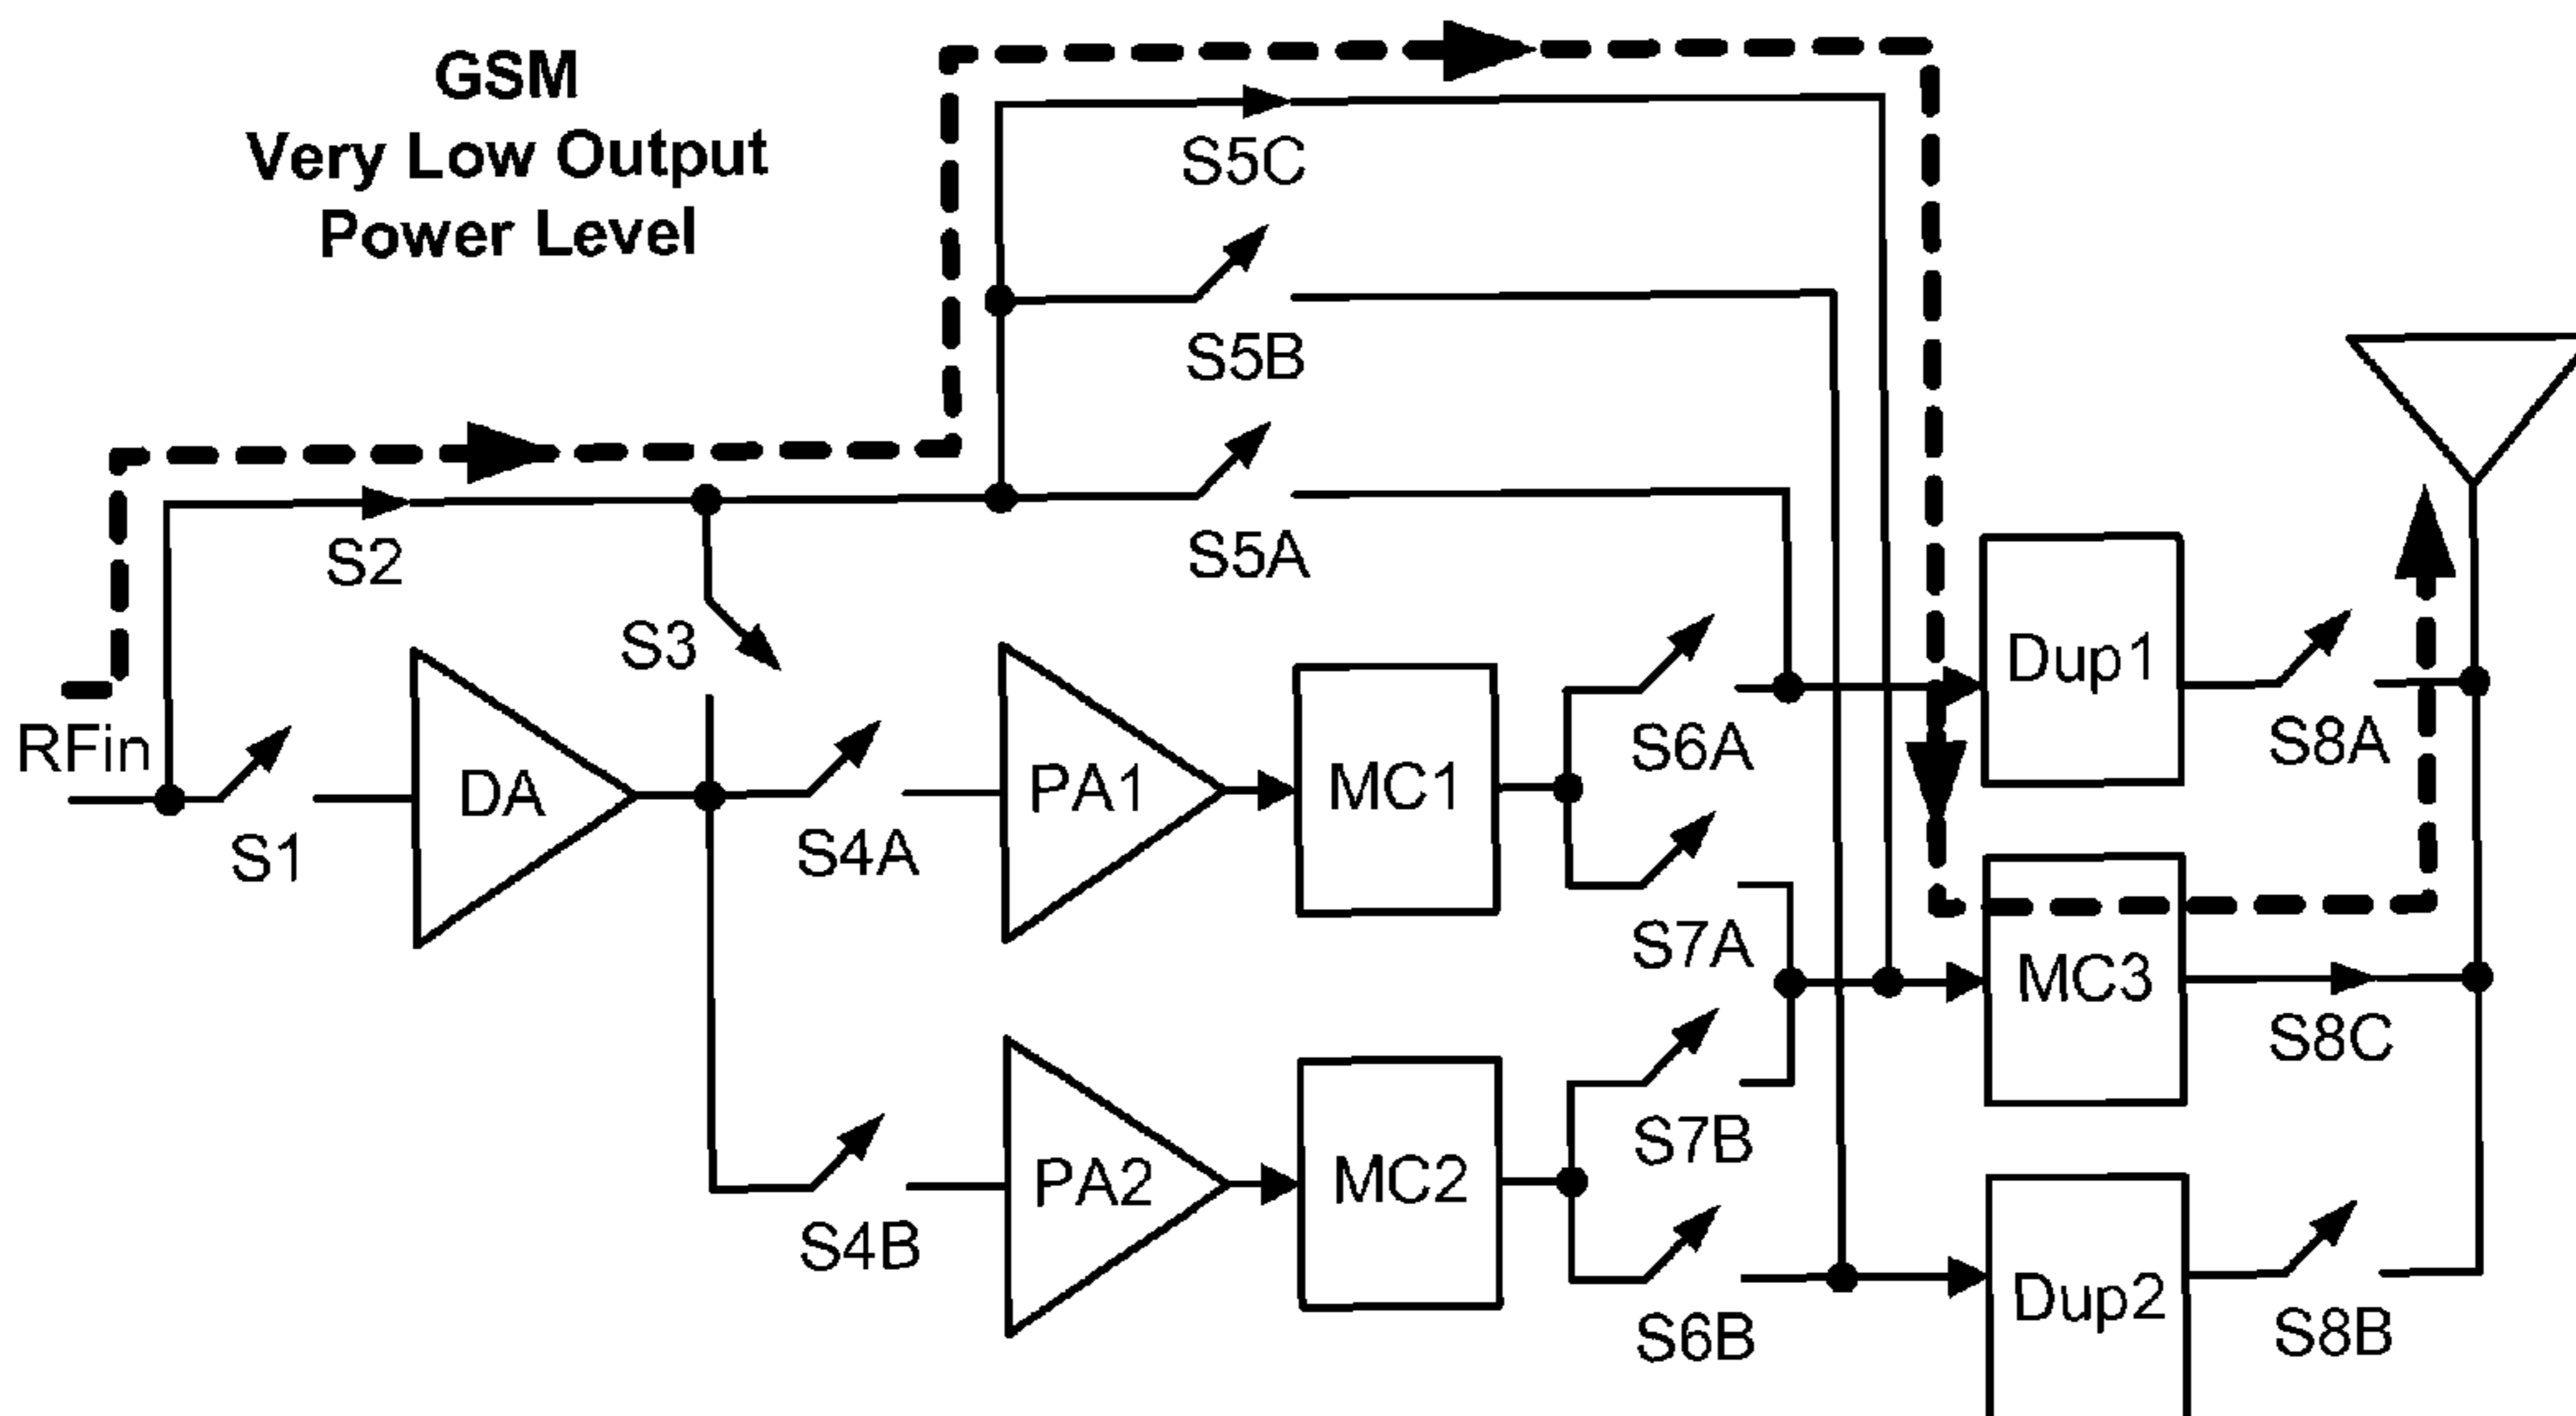 GSM
Very Low Output
Power Level
S5C
S5B
S2
S5A
S3
Dup1
RFin
S6A
S8A
DA
PA1
MC1
S1
S4A
S7A
MC3
S8C
S7B
PA2
MC2
S4B
Dup2
S6B
S8B